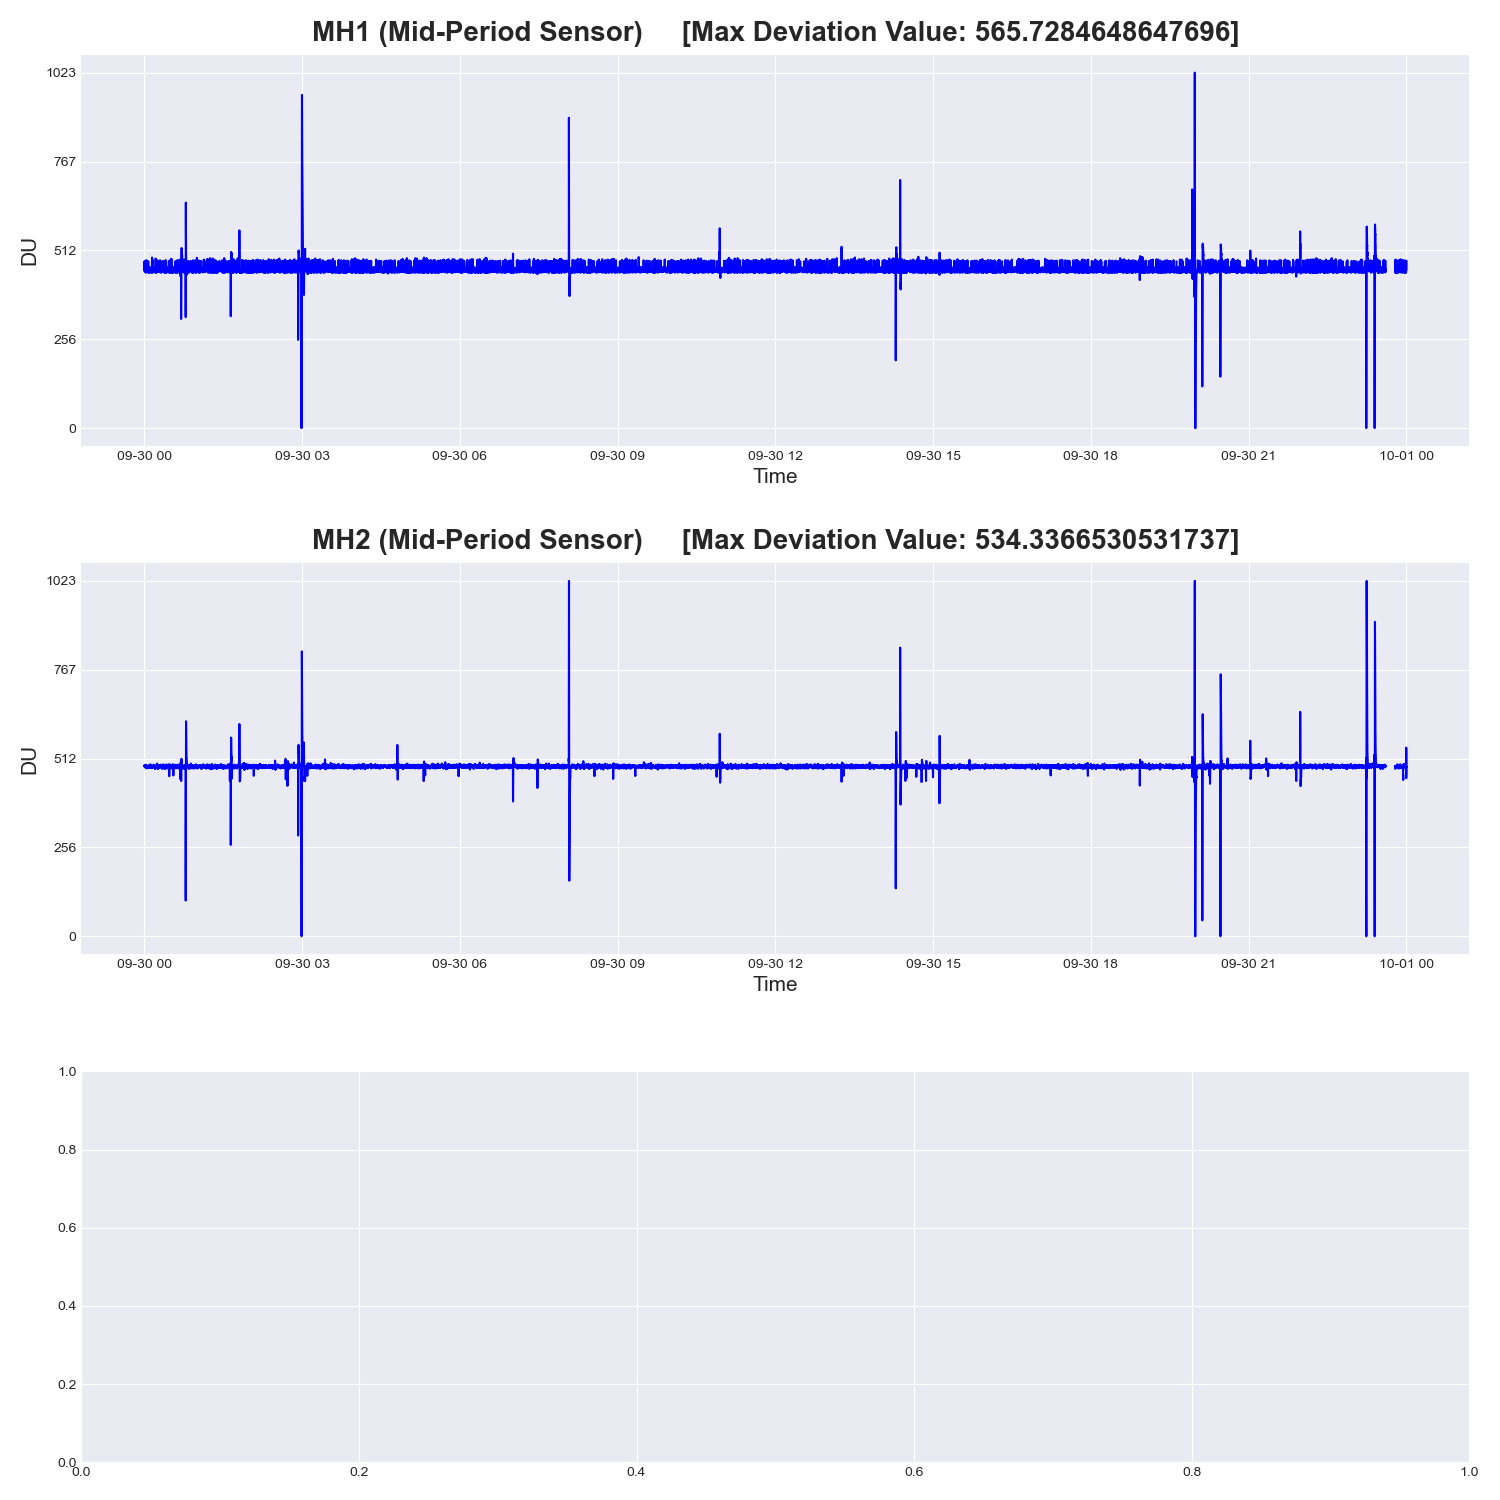 MH1 (Mid-Period Sensor) [Max Deviation Value: 565.7284648647696]
1023
767
512
256
0
DU
09-30 00 09-30 03 09-30 06 09-30 09 09-30 12 09-30 15 09-30 18 09-30 21 10-01 00
Time
MH2 (Mid-Period Sensor) [Max Deviation Value: 534.3366530531737]
1023
767
512
256
0
DU
09-30 00 09-30 03 09-30 06 09-30 09 09-30 12 09-30 15 09-30 18 09-30 21 10-01 00
Time
1.0
0.8
0.6
0.4
0.2
0.0
0.0 0.2 0.4 0.6 0.8 1.0